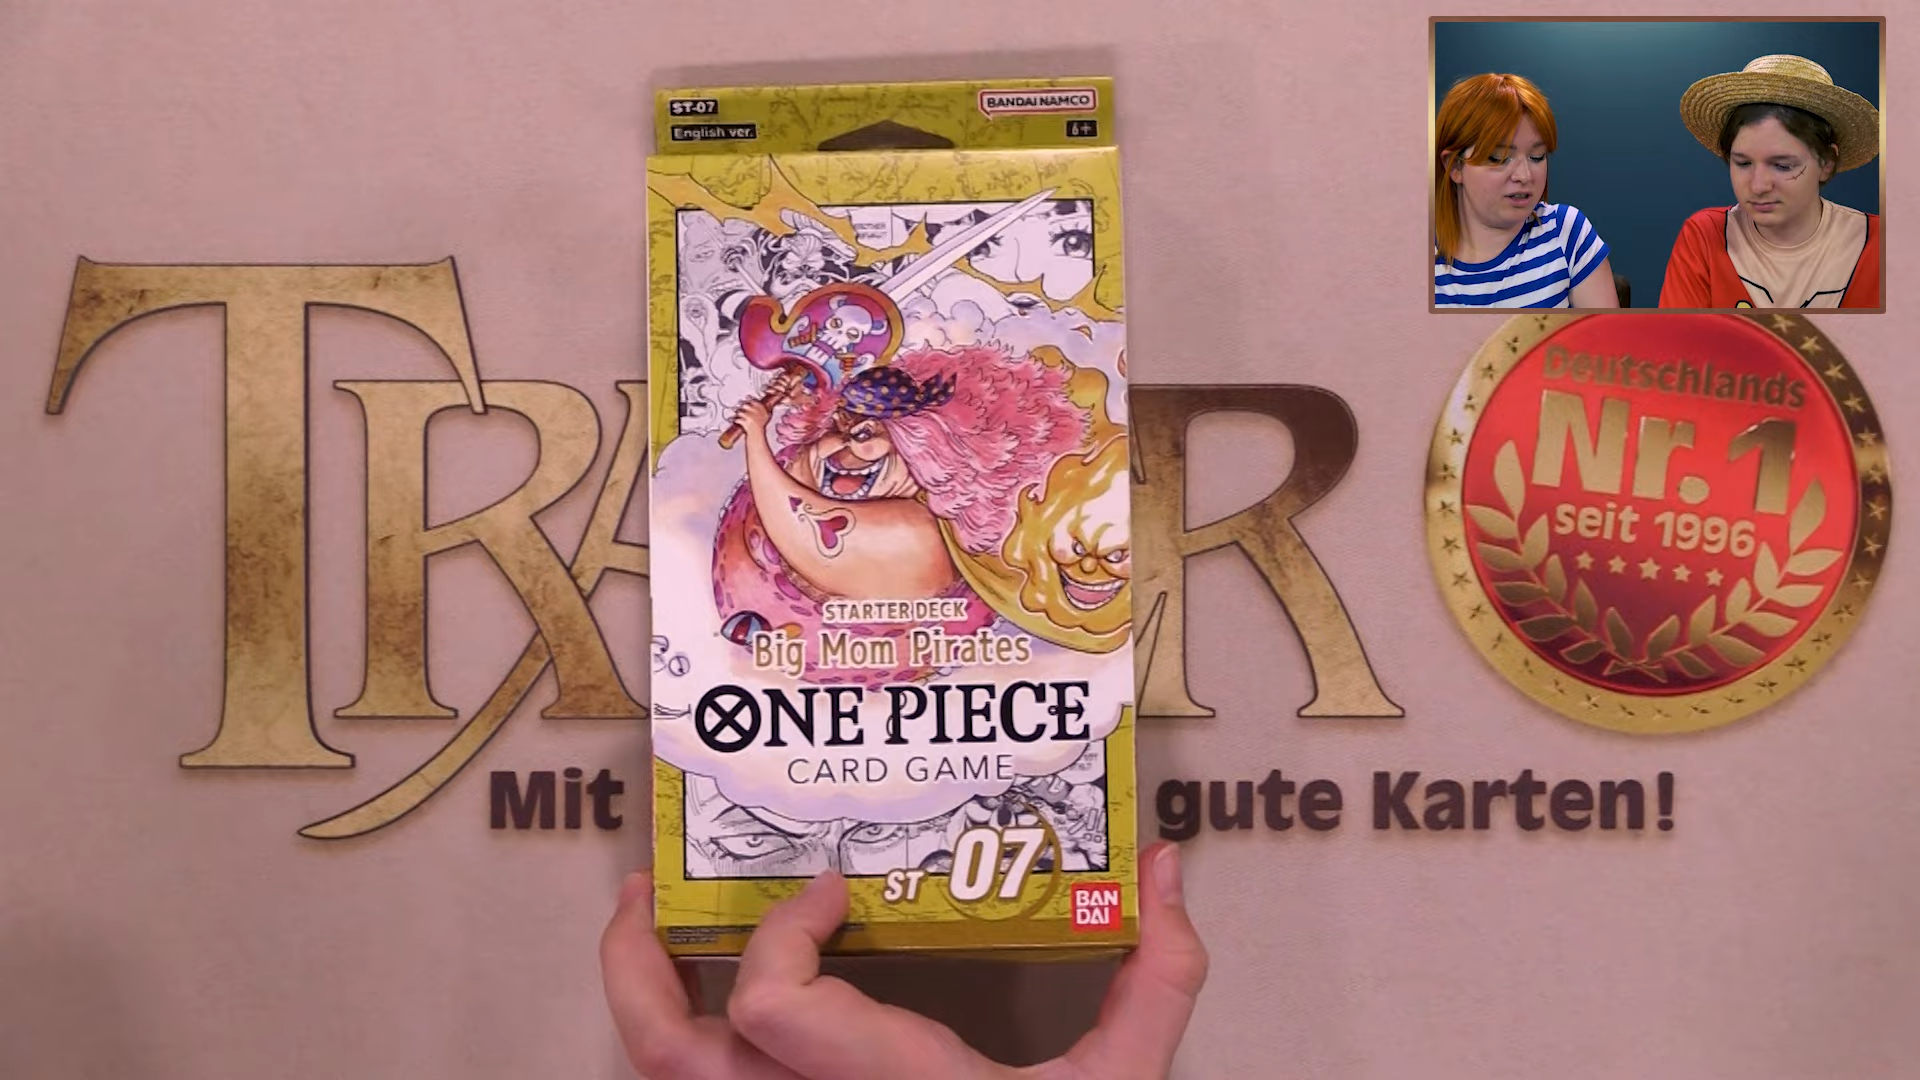 ST-07
English ver.
BANDAI NAMCO
6+
STARTER DECK
Big Mom Pirates
ONE PIECE
CARD GAME
ST 07
BAN
DAI
TRA R
Mit gute Karten!
Deutschlands
Nr. 1
seit 1996